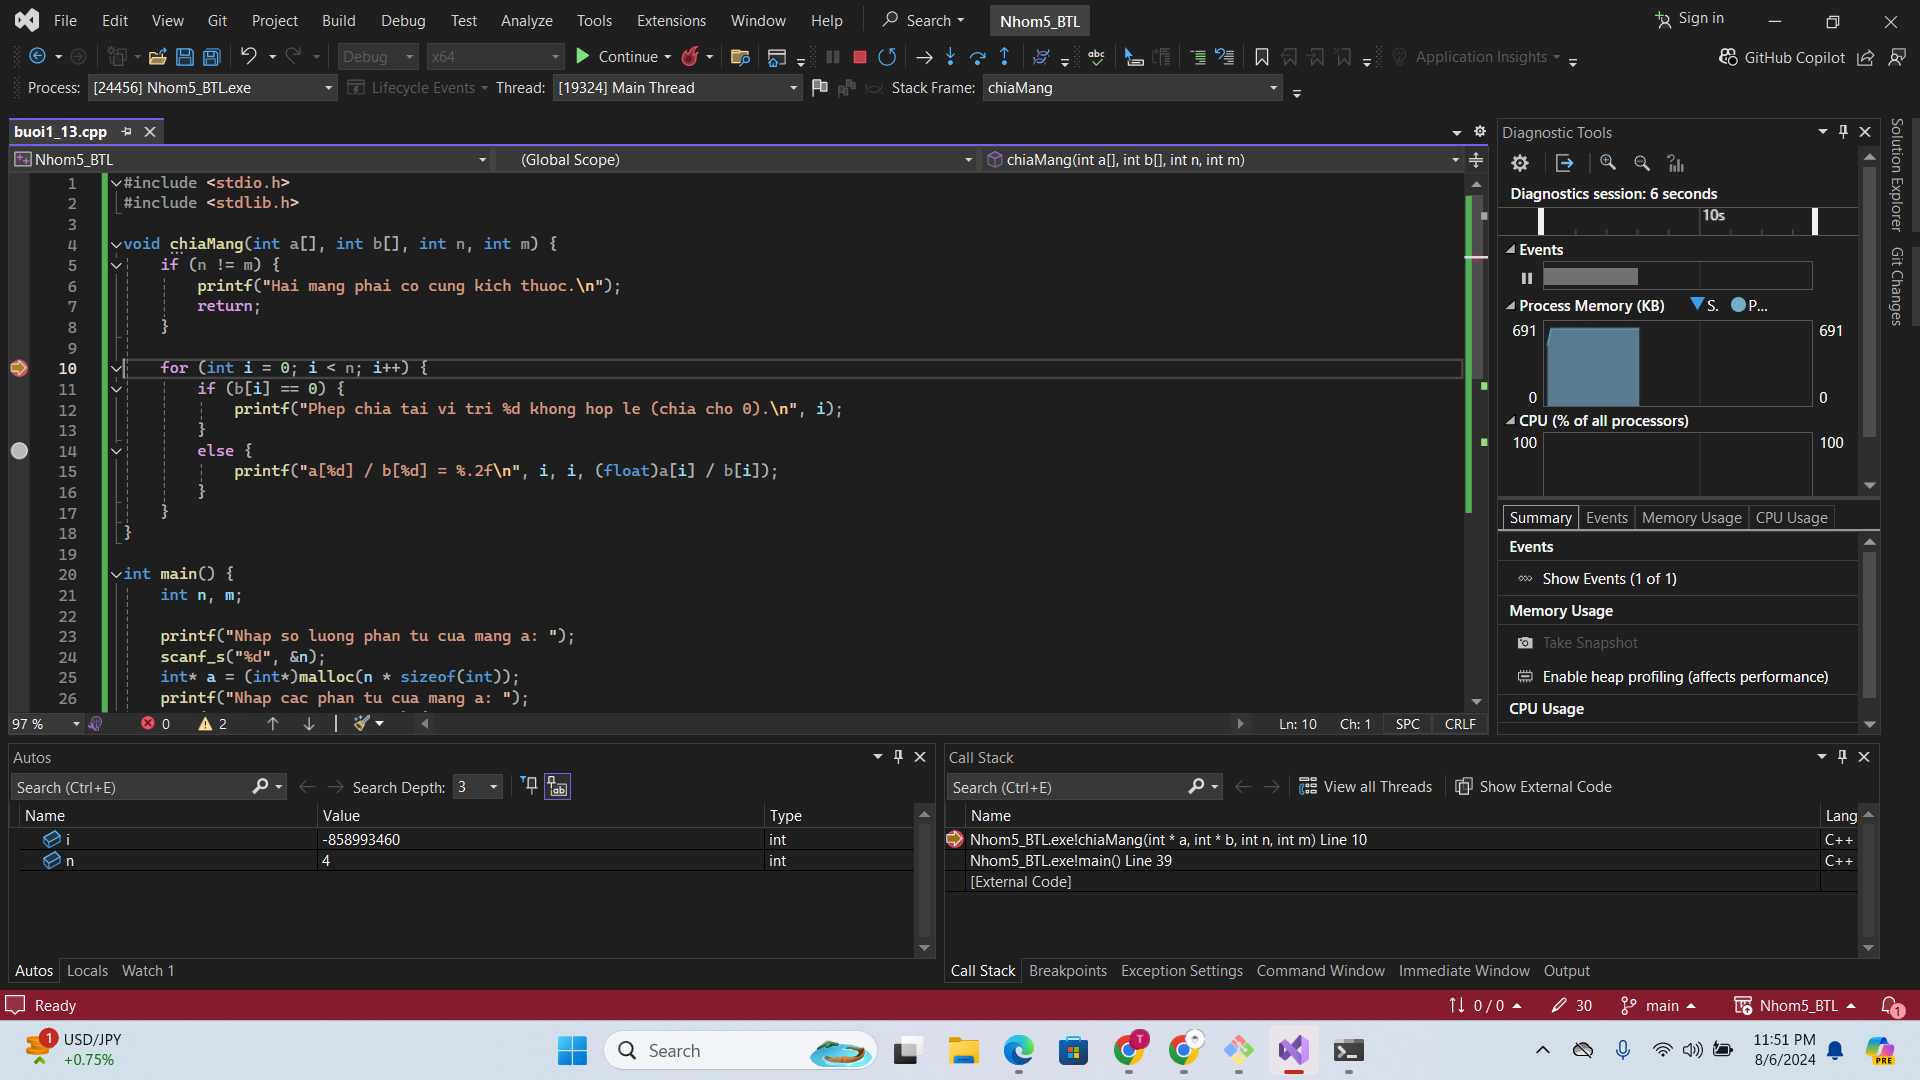 File Edit View Git Project Build Debug Test Analyze Tools Extensions Window Help Search Nhom5_BTL Sign in
Debug x64 Continue abc Application Insights GitHub Copilot
Process: [24456] Nhom5_BTL.exe Lifecycle Events Thread: [19324] Main Thread Stack Frame: chiaMang
buoi1_13.cpp
Nhom5_BTL (Global Scope) chiaMang(int a[], int b[], int n, int m)
1 #include <stdio.h>
2 #include <stdlib.h>
3
4 void chiaMang(int a[], int b[], int n, int m) {
5 if (n != m) {
6 printf("Hai mang phai co cung kich thuoc.\n");
7 return;
8 }
9
10 for (int i = 0; i < n; i++) {
11 if (b[i] == 0) {
12 printf("Phep chia tai vi tri %d khong hop le (chia cho 0).\n", i);
13 }
14 else {
15 printf("a[%d] / b[%d] = %.2f\n", i, i, (float)a[i] / b[i]);
16 }
17 }
18 }
19
20 int main() {
21 int n, m;
22
23 printf("Nhap so luong phan tu cua mang a: ");
24 scanf_s("%d", &n);
25 int* a = (int*)malloc(n * sizeof(int));
26 printf("Nhap cac phan tu cua mang a: ");
97 % 0 2 Ln: 10 Ch: 1 SPC CRLF
Diagnostic Tools
Diagnostics session: 6 seconds
10s
Events
Process Memory (KB) S. P...
691 691
0 0
CPU (% of all processors)
100 100
Summary Events Memory Usage CPU Usage
Events
Show Events (1 of 1)
Memory Usage
Take Snapshot
Enable heap profiling (affects performance)
CPU Usage
Solution Explorer
Git Changes
Autos
Search (Ctrl+E) Search Depth: 3
Name Value Type
i -858993460 int
n 4 int
Autos Locals Watch 1
Call Stack
Search (Ctrl+E) View all Threads Show External Code
Name Lang
Nhom5_BTL.exe!chiaMang(int * a, int * b, int n, int m) Line 10 C++
Nhom5_BTL.exe!main() Line 39 C++
[External Code]
Call Stack Breakpoints Exception Settings Command Window Immediate Window Output
Ready 0 / 0 30 main Nhom5_BTL 1
1 USD/JPY
+0.75%
Search
T
11:51 PM
8/6/2024
PRE